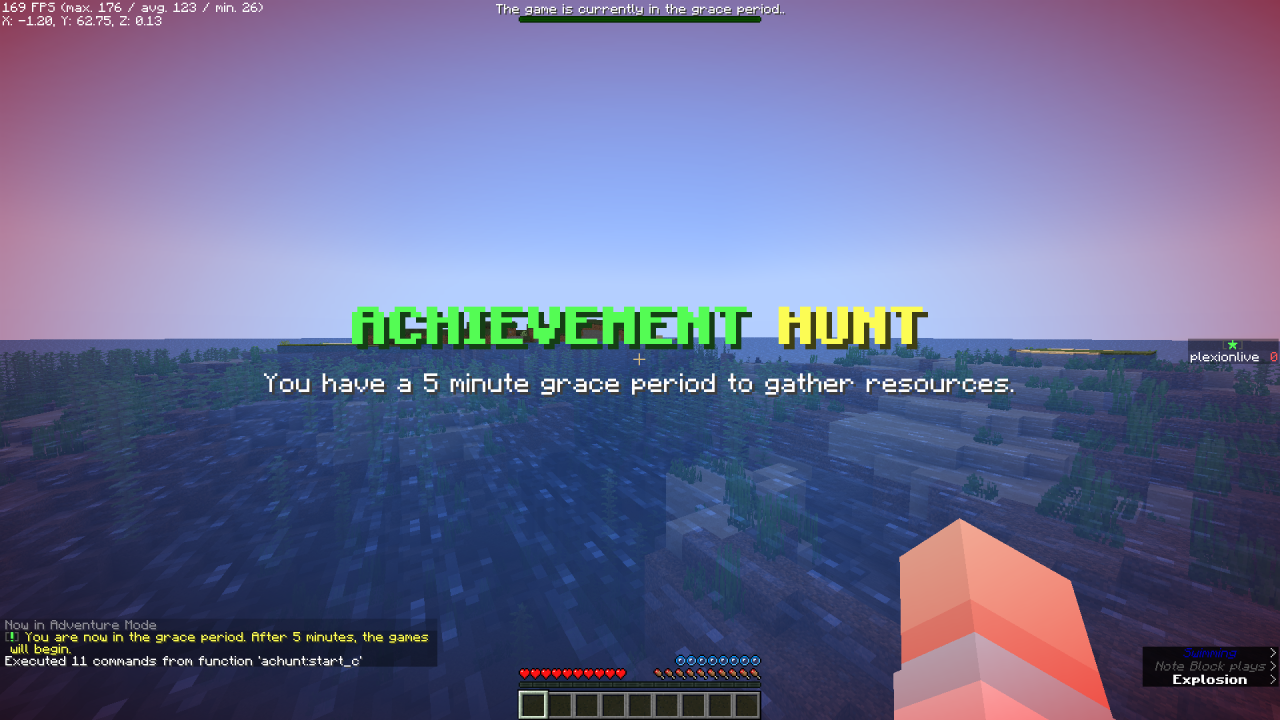 169 FPS (max. 176 / avg. 123 / min. 26)
X: -1.20, Y: 62.75, Z: 0.13
The game is currently in the grace period..
ACHIEVEMENT HUNT
You have a 5 minute grace period to gather resources.
plexionlive 0
Now in Adventure Mode
[!] You are now in the grace period. After 5 minutes, the games
will begin.
Executed 11 commands from function 'achunt:start_c'
Swimming >
Note Block plays >
Explosion >